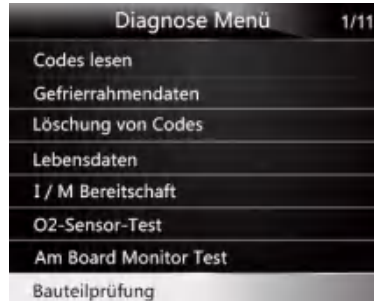 Diagnose Menü 1/11
Codes lesen
Gefrierrahmendaten
Löschung von Codes
Lebensdaten
I / M Bereitschaft
O2-Sensor-Test
Am Board Monitor Test
Bauteilprüfung